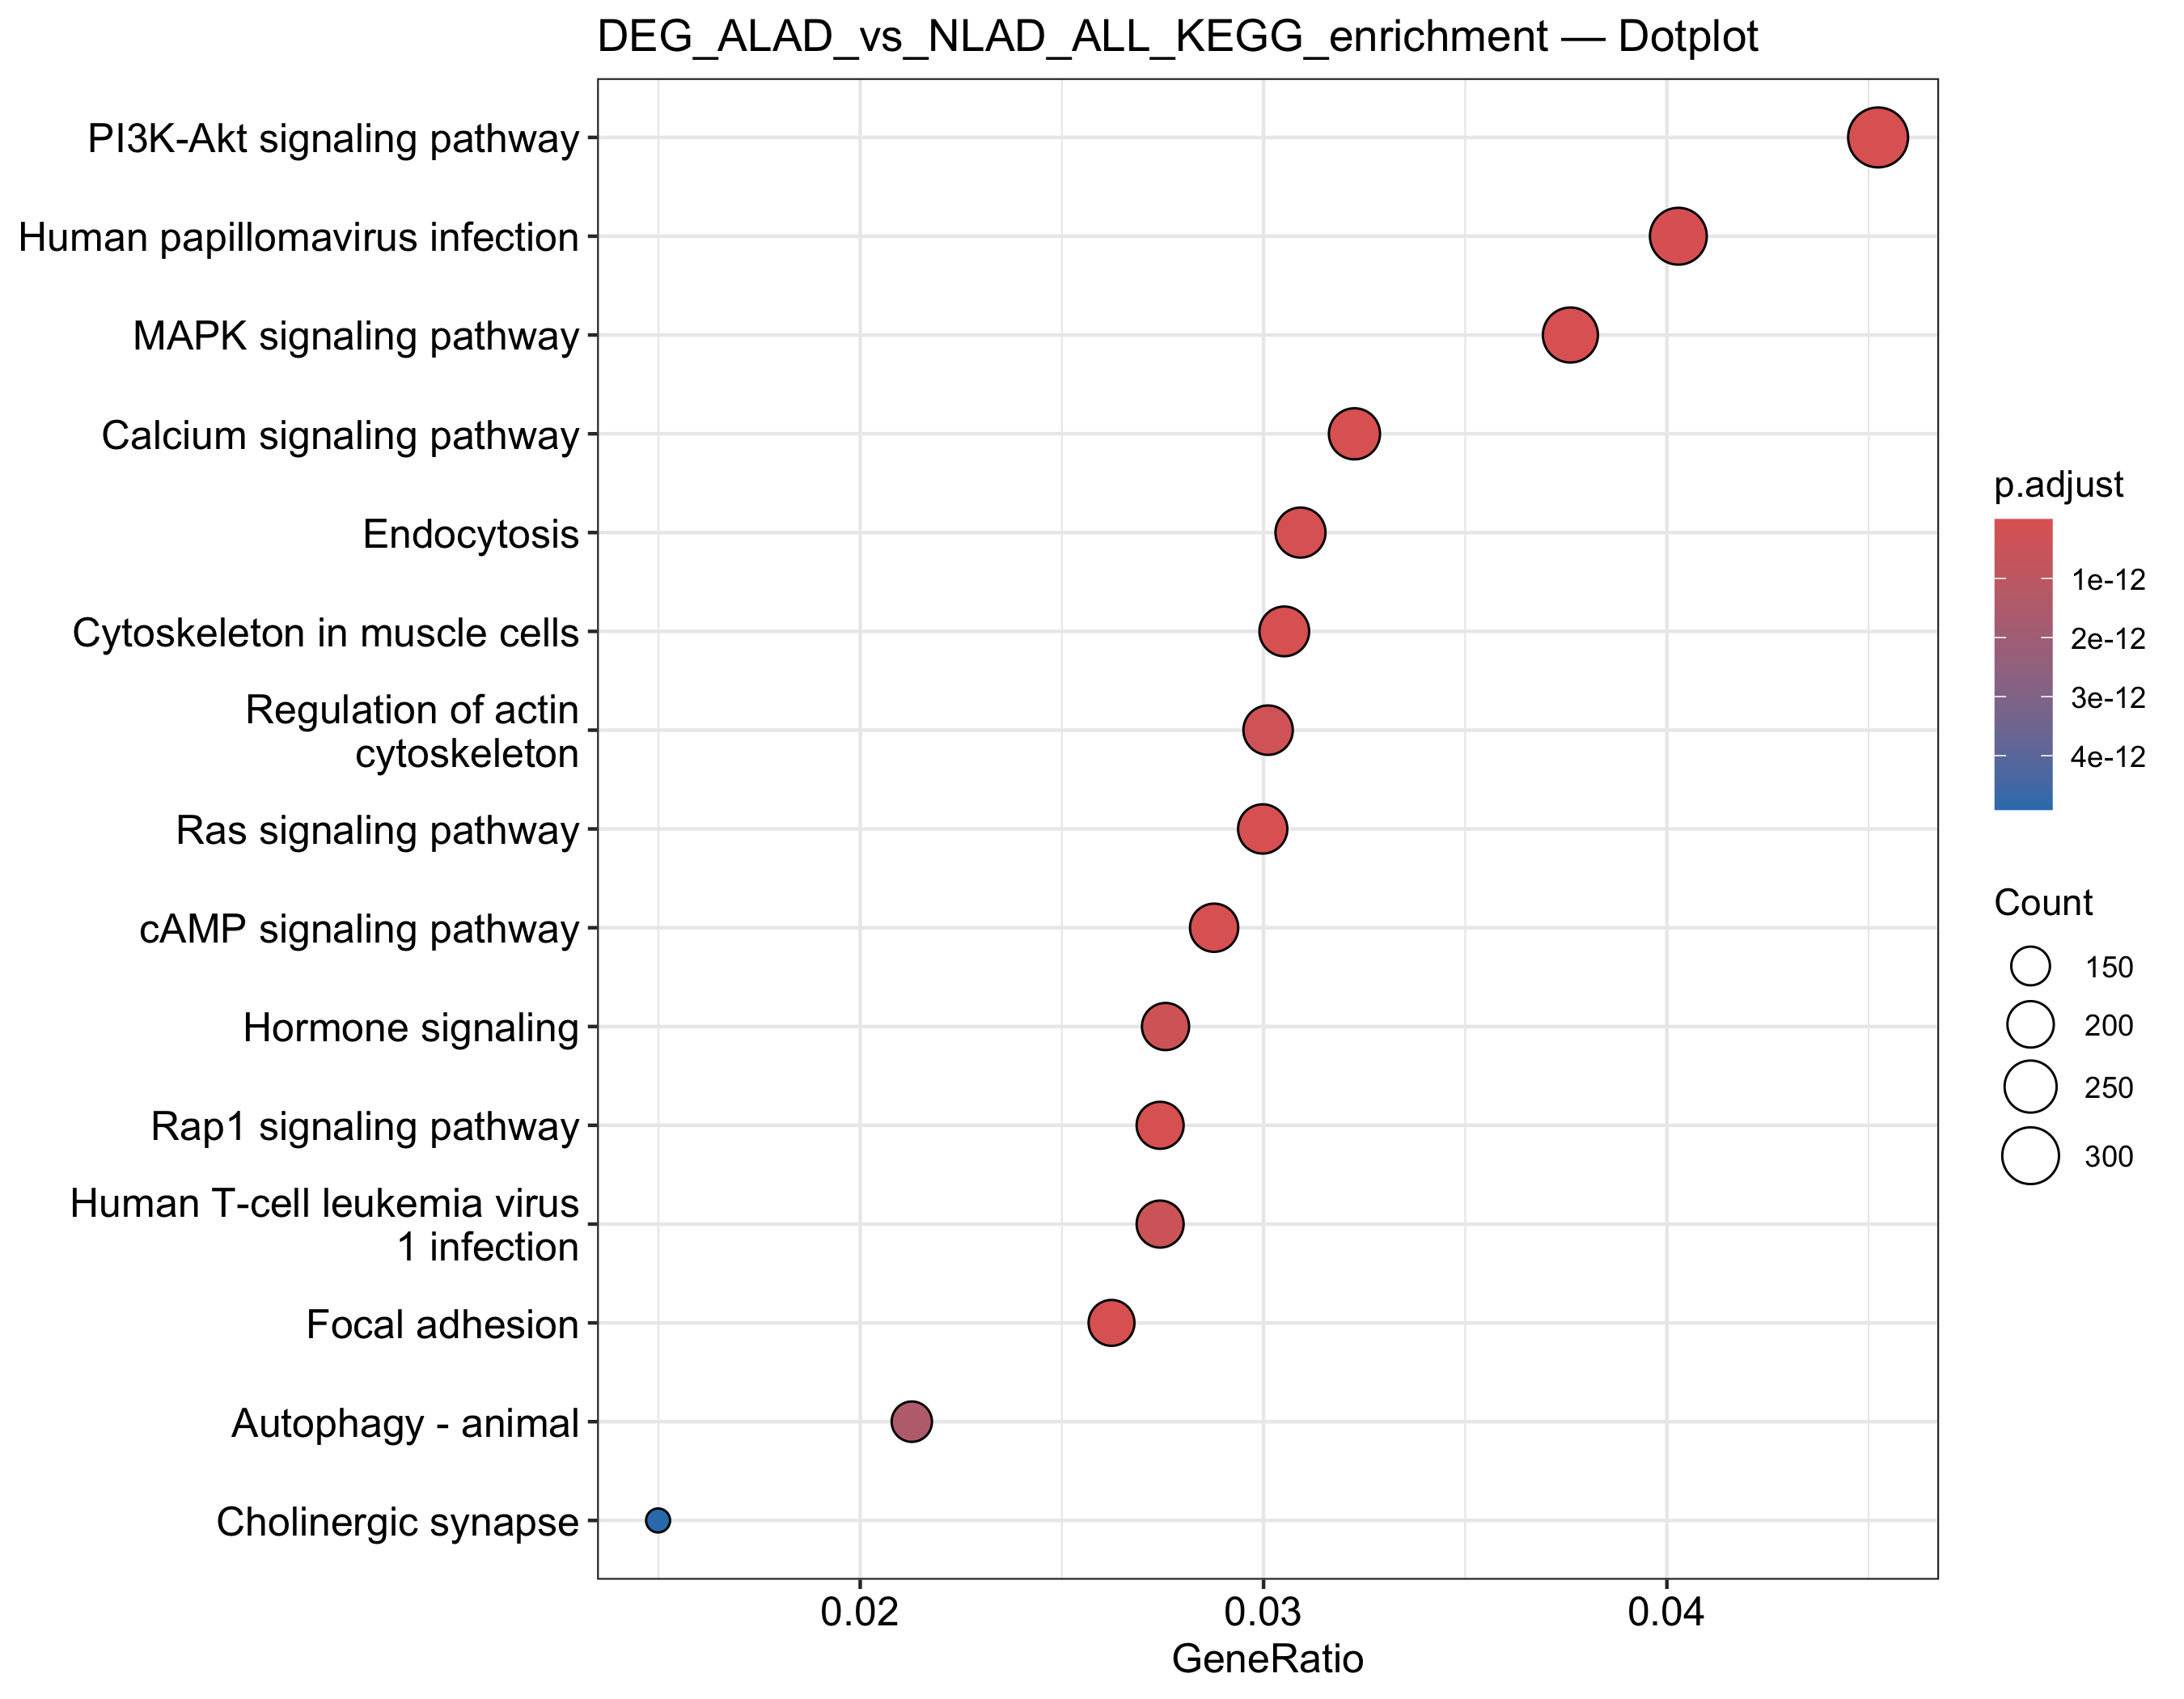 DEG_ALAD_vs_NLAD_ALL_KEGG_enrichment — Dotplot
PI3K-Akt signaling pathway
Human papillomavirus infection
MAPK signaling pathway
Calcium signaling pathway
Endocytosis
Cytoskeleton in muscle cells
Regulation of actin
cytoskeleton
Ras signaling pathway
cAMP signaling pathway
Hormone signaling
Rap1 signaling pathway
Human T-cell leukemia virus
1 infection
Focal adhesion
Autophagy - animal
Cholinergic synapse
0.02
0.03
0.04
GeneRatio
p.adjust
1e-12
2e-12
3e-12
4e-12
Count
150
200
250
300